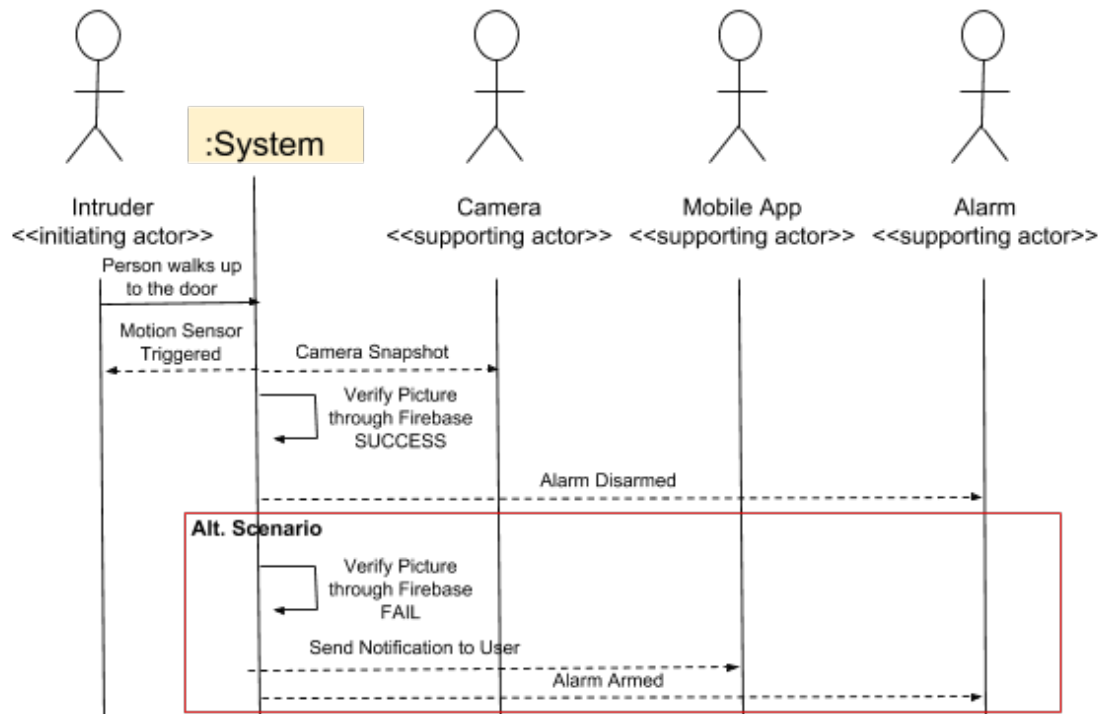 :System
Intruder
<<initiating actor>>
Camera
<<supporting actor>>
Mobile App
<<supporting actor>>
Alarm
<<supporting actor>>
Person walks up
to the door
Motion Sensor
Triggered
Camera Snapshot
Verify Picture
through Firebase
SUCCESS
Alarm Disarmed
Alt. Scenario
Verify Picture
through Firebase
FAIL
Send Notification to User
Alarm Armed